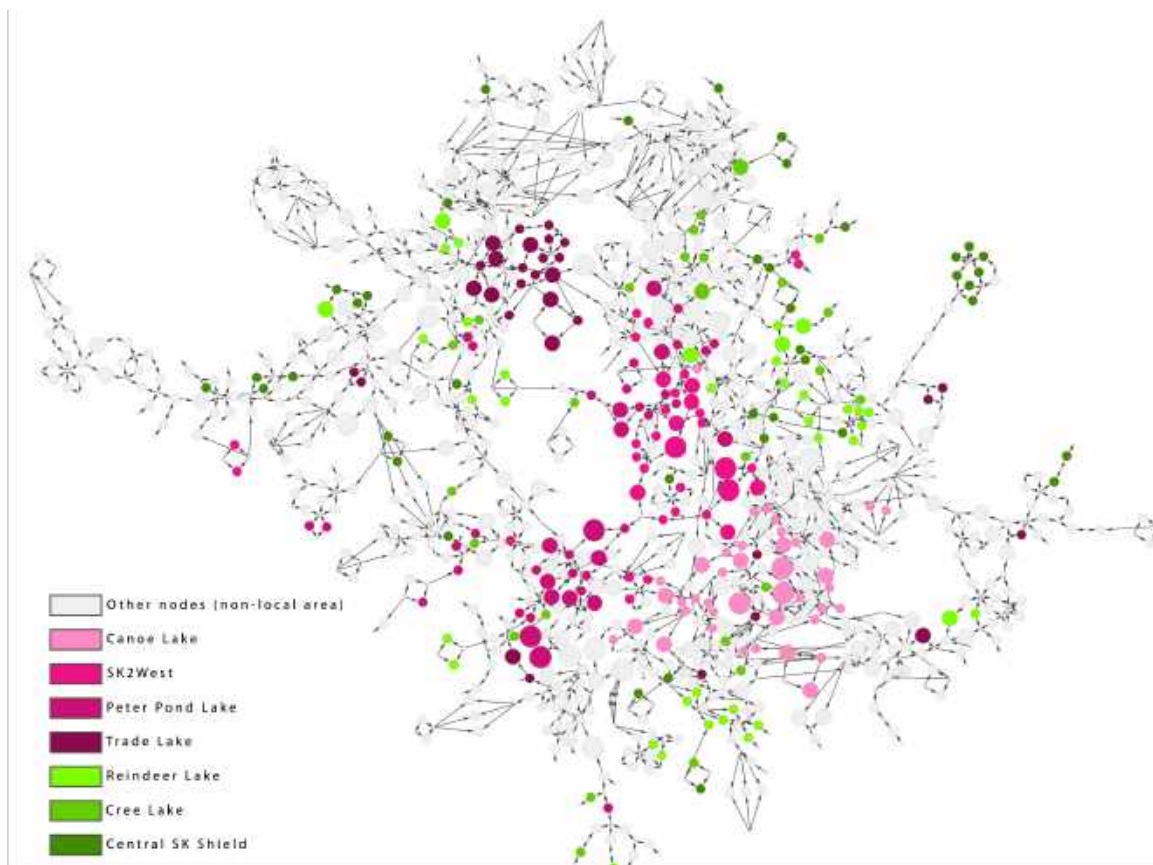 Other nodes (non-local area)
Canoe Lake
SK2West
Peter Pond Lake
Trade Lake
Reindeer Lake
Cree Lake
Central SK Shield